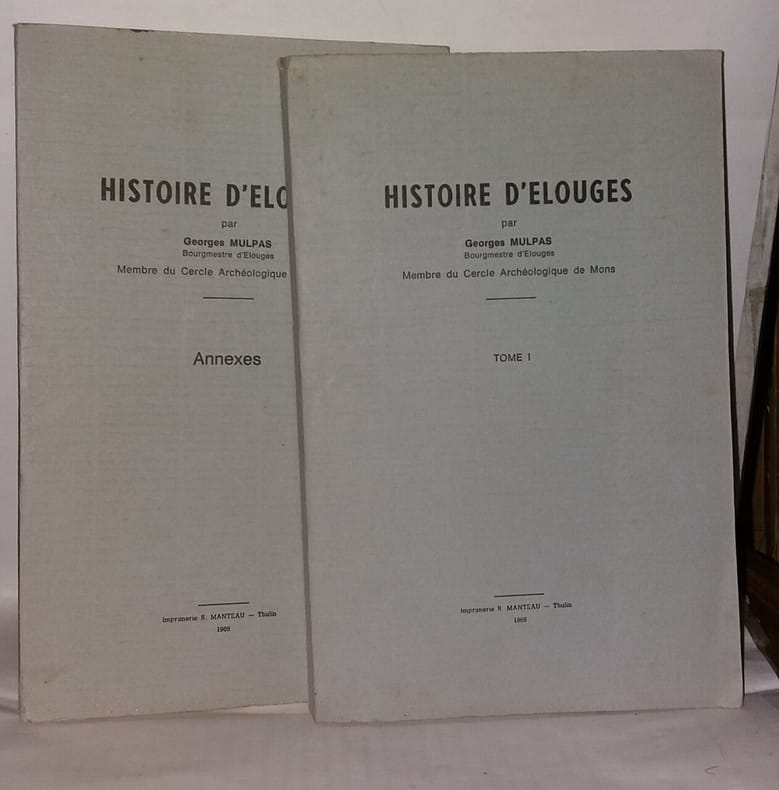 HISTOIRE D'ELO
par
Georges MULPAS
Bourgmestre d'Elouges
Membre du Cercle Archéologique
Annexes
Imprimerie R. MANTEAU — Thulin
HISTOIRE D'ELOUGES
par
Georges MULPAS
Bourgmestre d'Elouges
Membre du Cercle Archéologique de Mons
TOME I
Imprimerie R. MANTEAU — Thulin